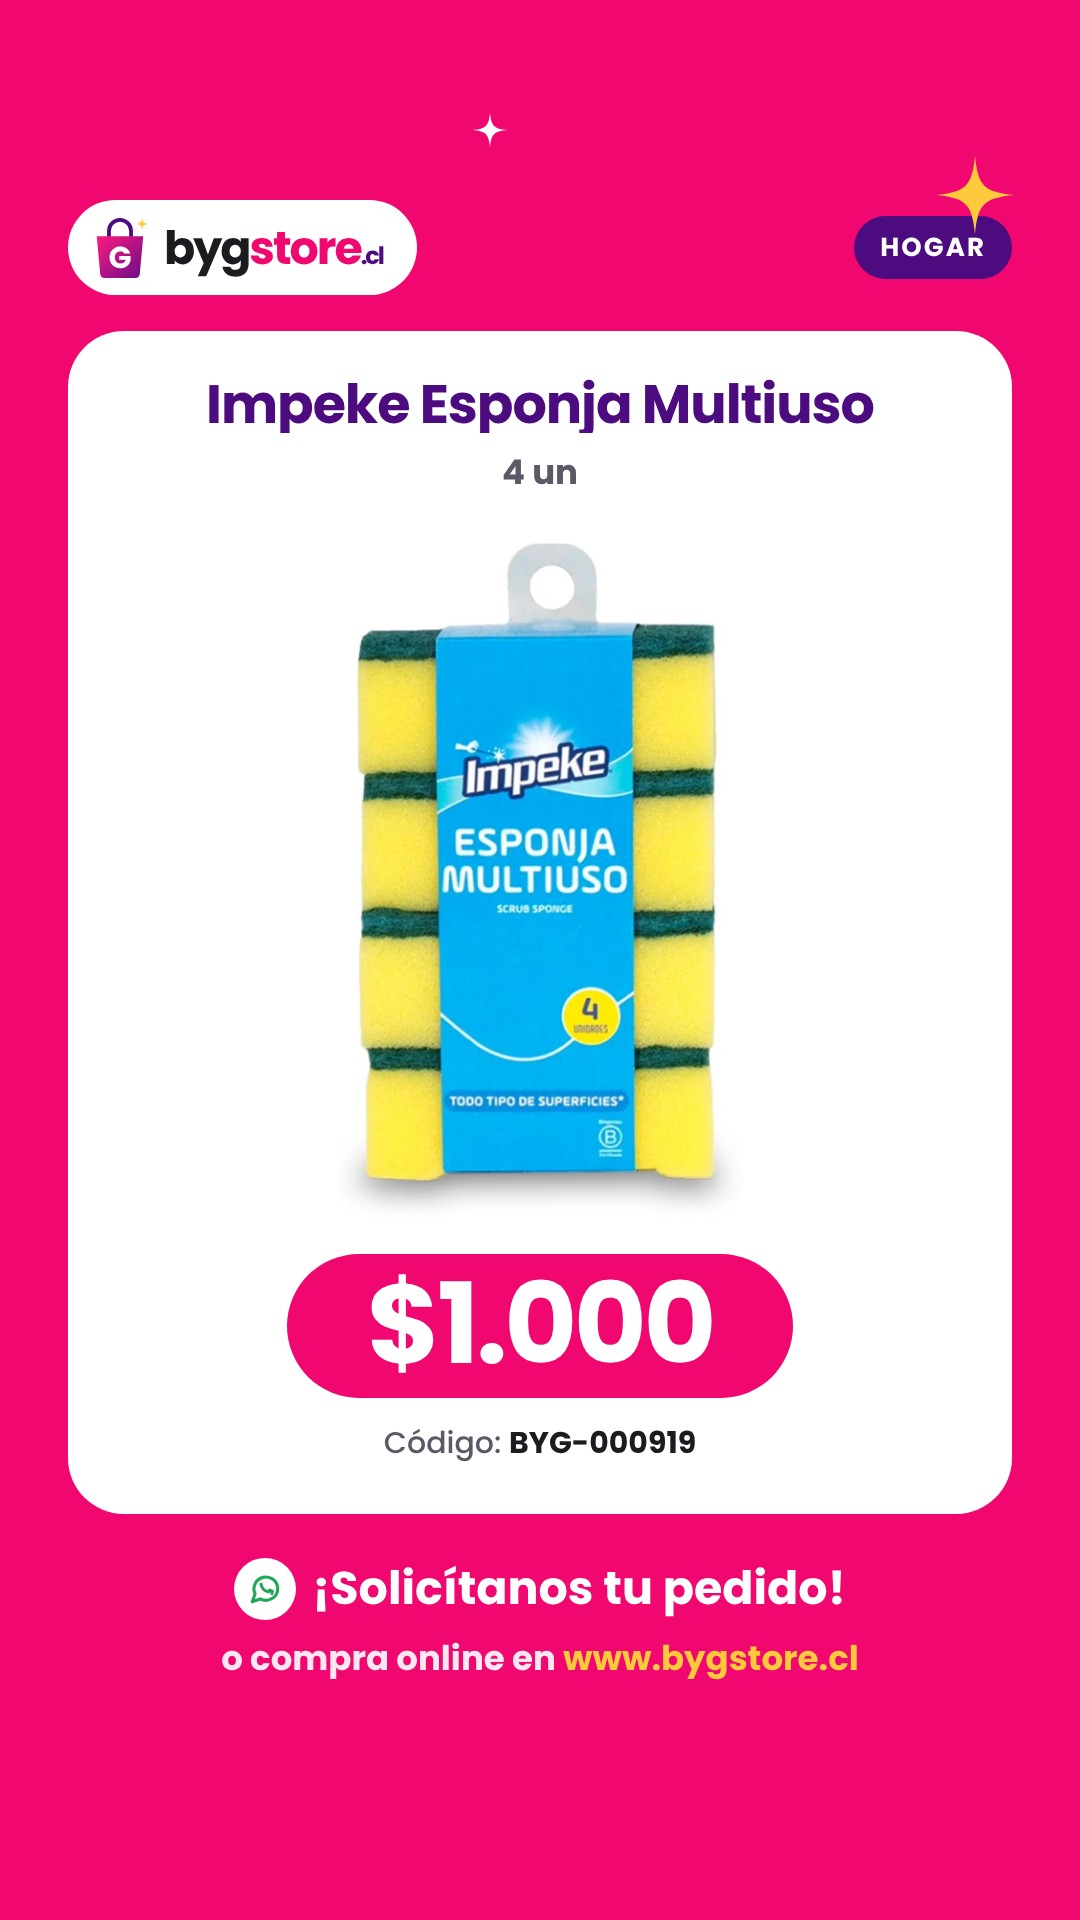 G
bygstore.cl
HOGAR
Impeke Esponja Multiuso
4 un
Impeke
ESPONJA
MULTIUSO
SCRUB SPONGE
4
UNIDADES
TODO TIPO DE SUPERFICIES*
B
$1.000
Código: BYG-000919
¡Solicítanos tu pedido!
o compra online en www.bygstore.cl